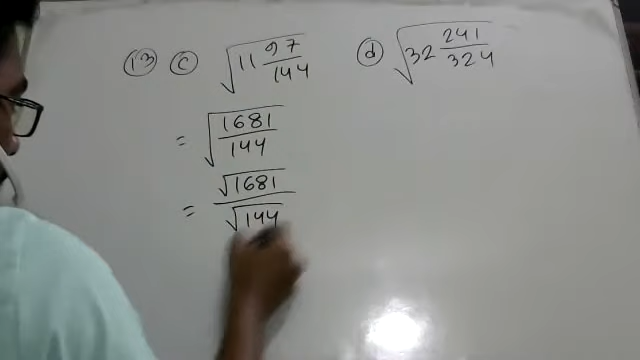 (13) (c) √(11 97/144) (d) √(32 241/324)
= √(1681/144)
= √1681/√144